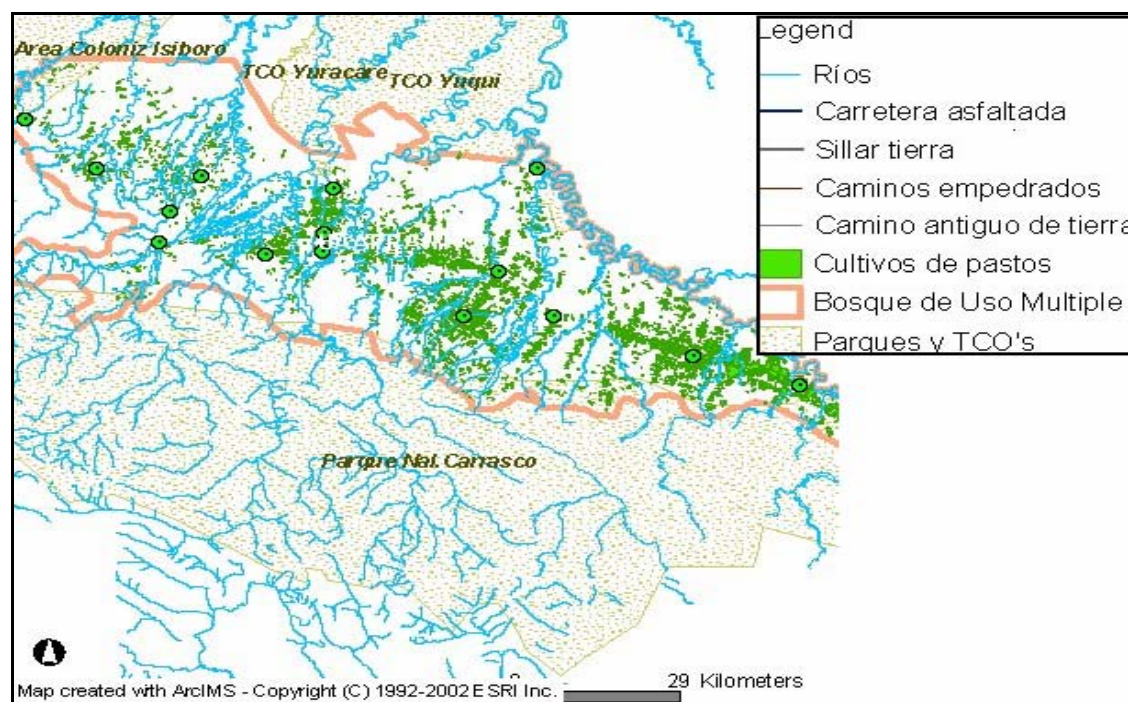 Area Coloniz Isiboro
TCO Yuracare
TCO Yuqui
Parque Nal. Carrasco
Legend
Ríos
Carretera asfaltada
Sillar tierra
Caminos empedrados
Camino antiguo de tierra
Cultivos de pastos
Bosque de Uso Multiple
Parques y TCO's
29 Kilometers
Map created with ArcIMS - Copyright (C) 1992-2002 ESRI Inc.